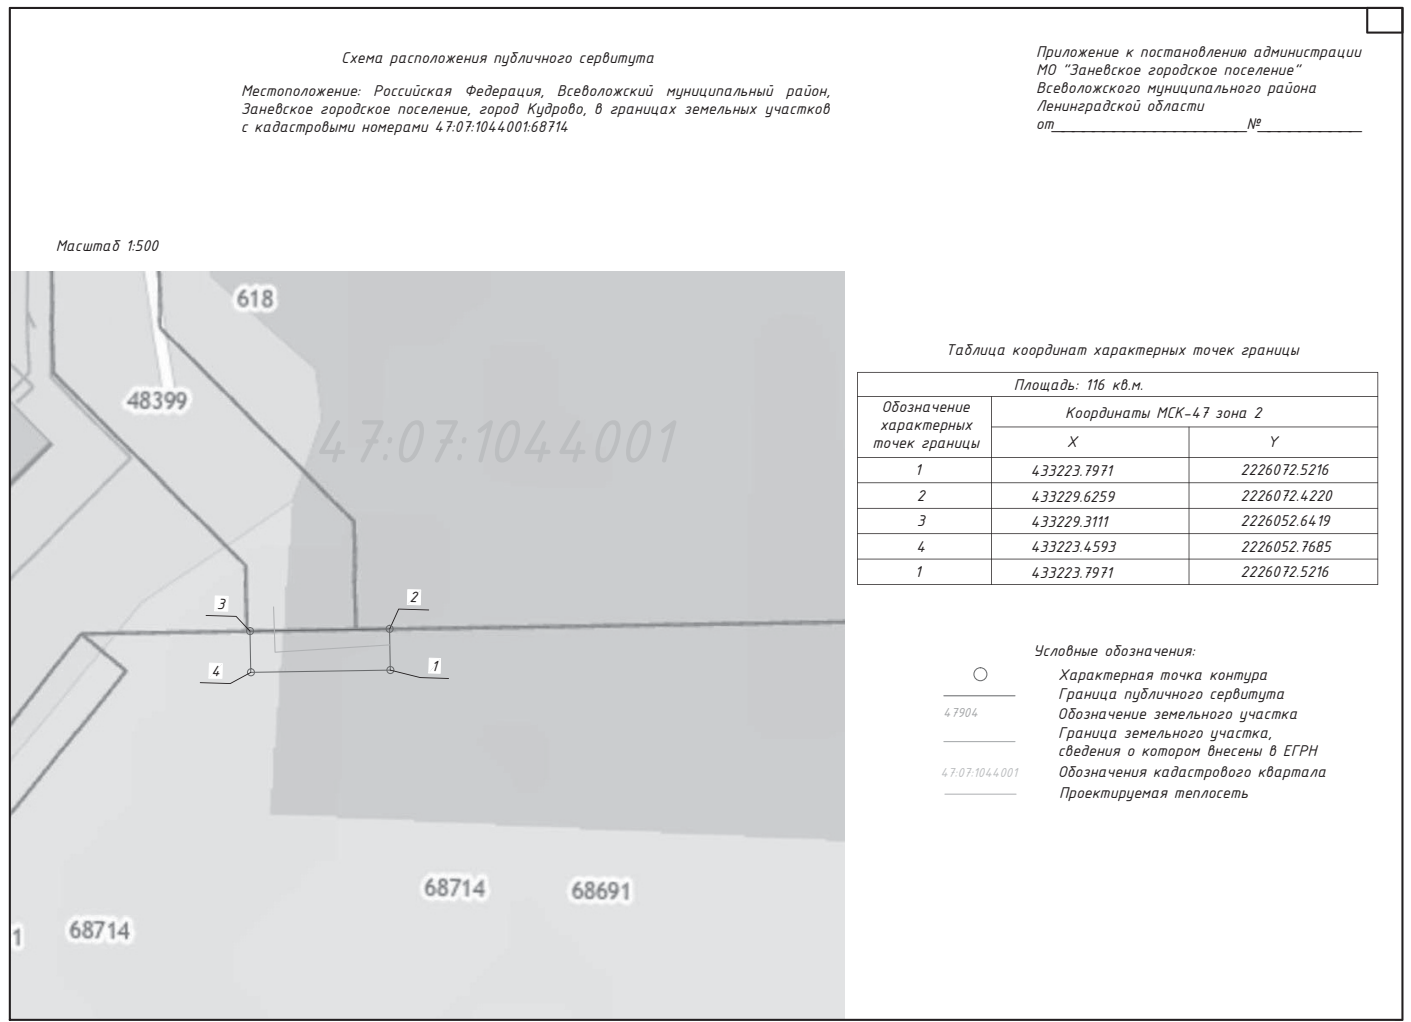 Схема расположения публичного сервитута
Местоположение: Российская Федерация, Всеволожский муниципальный район,
Заневское городское поселение, город Кудрово, в границах земельных участков
с кадастровыми номерами 47:07:1044001:68714
Приложение к постановлению администрации
МО "Заневское городское поселение"
Всеволожского муниципального района
Ленинградской области
от______________________№____________
Масштаб 1:500
618
48399
47:07:1044001
3
2
4
1
68714
68691
68714
1
Таблица координат характерных точек границы
Площадь: 116 кв.м.
Обозначение характерных точек границы
Координаты МСК-47 зона 2
X Y
1 433223.7971 2226072.5216
2 433229.6259 2226072.4220
3 433229.3111 2226052.6419
4 433223.4593 2226052.7685
1 433223.7971 2226072.5216
Условные обозначения:
Характерная точка контура
Граница публичного сервитута
47904 Обозначение земельного участка
Граница земельного участка,
сведения о котором внесены в ЕГРН
47:07:1044001 Обозначения кадастрового квартала
Проектируемая теплосеть